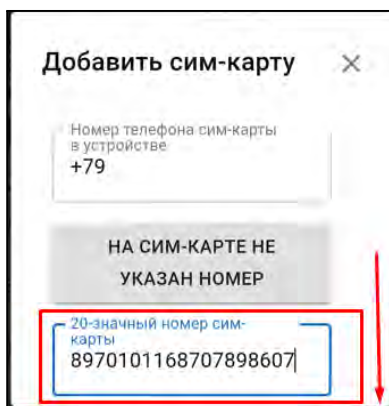 Добавить сим-карту
Номер телефона сим-карты
в устройстве
+79
НА СИМ-КАРТЕ НЕ
УКАЗАН НОМЕР
20-значный номер сим-
карты
8970101168707898607